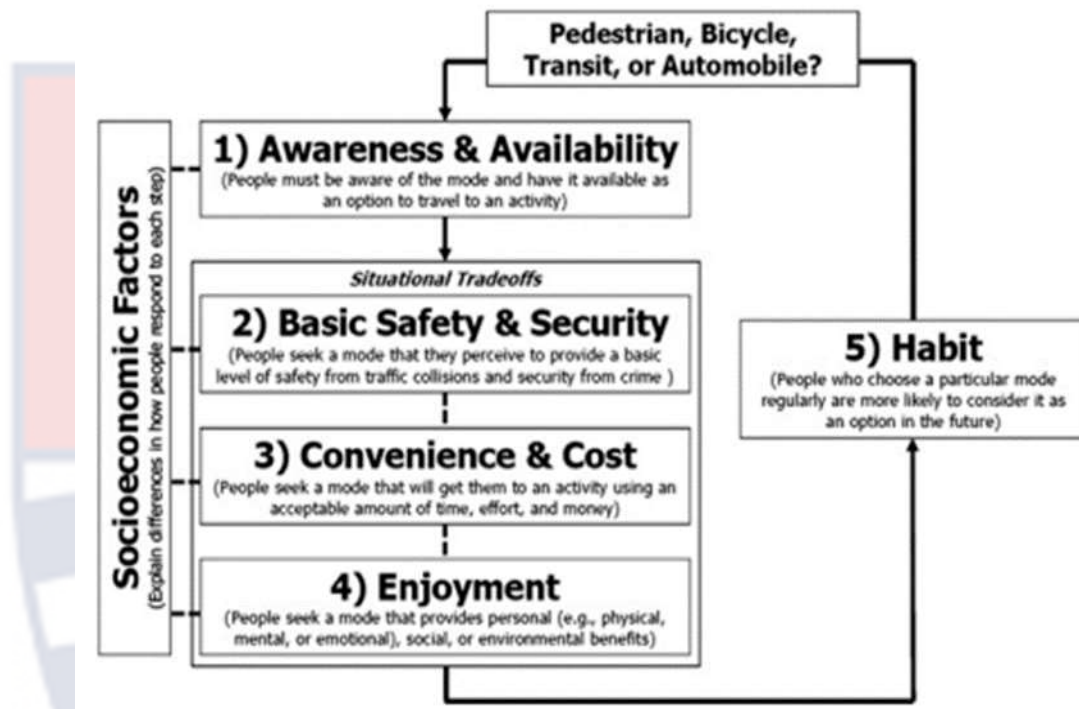 Pedestrian, Bicycle,
Transit, or Automobile?
1) Awareness & Availability
(People must be aware of the mode and have it available as
an option to travel to an activity)
Situational Tradeoffs
2) Basic Safety & Security
(People seek a mode that they perceive to provide a basic
level of safety from traffic collisions and security from crime )
3) Convenience & Cost
(People seek a mode that will get them to an activity using an
acceptable amount of time, effort, and money)
4) Enjoyment
(People seek a mode that provides personal (e.g., physical,
mental, or emotional), social, or environmental benefits)
Socioeconomic Factors
(Explain differences in how people respond to each step)
5) Habit
(People who choose a particular mode
regularly are more likely to consider it as
an option in the future)